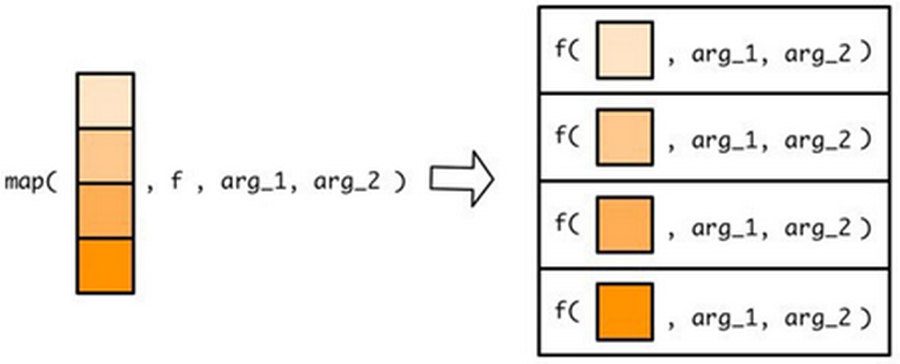 map( , f , arg_1, arg_2 )
f( , arg_1, arg_2 )
f( , arg_1, arg_2 )
f( , arg_1, arg_2 )
f( , arg_1, arg_2 )